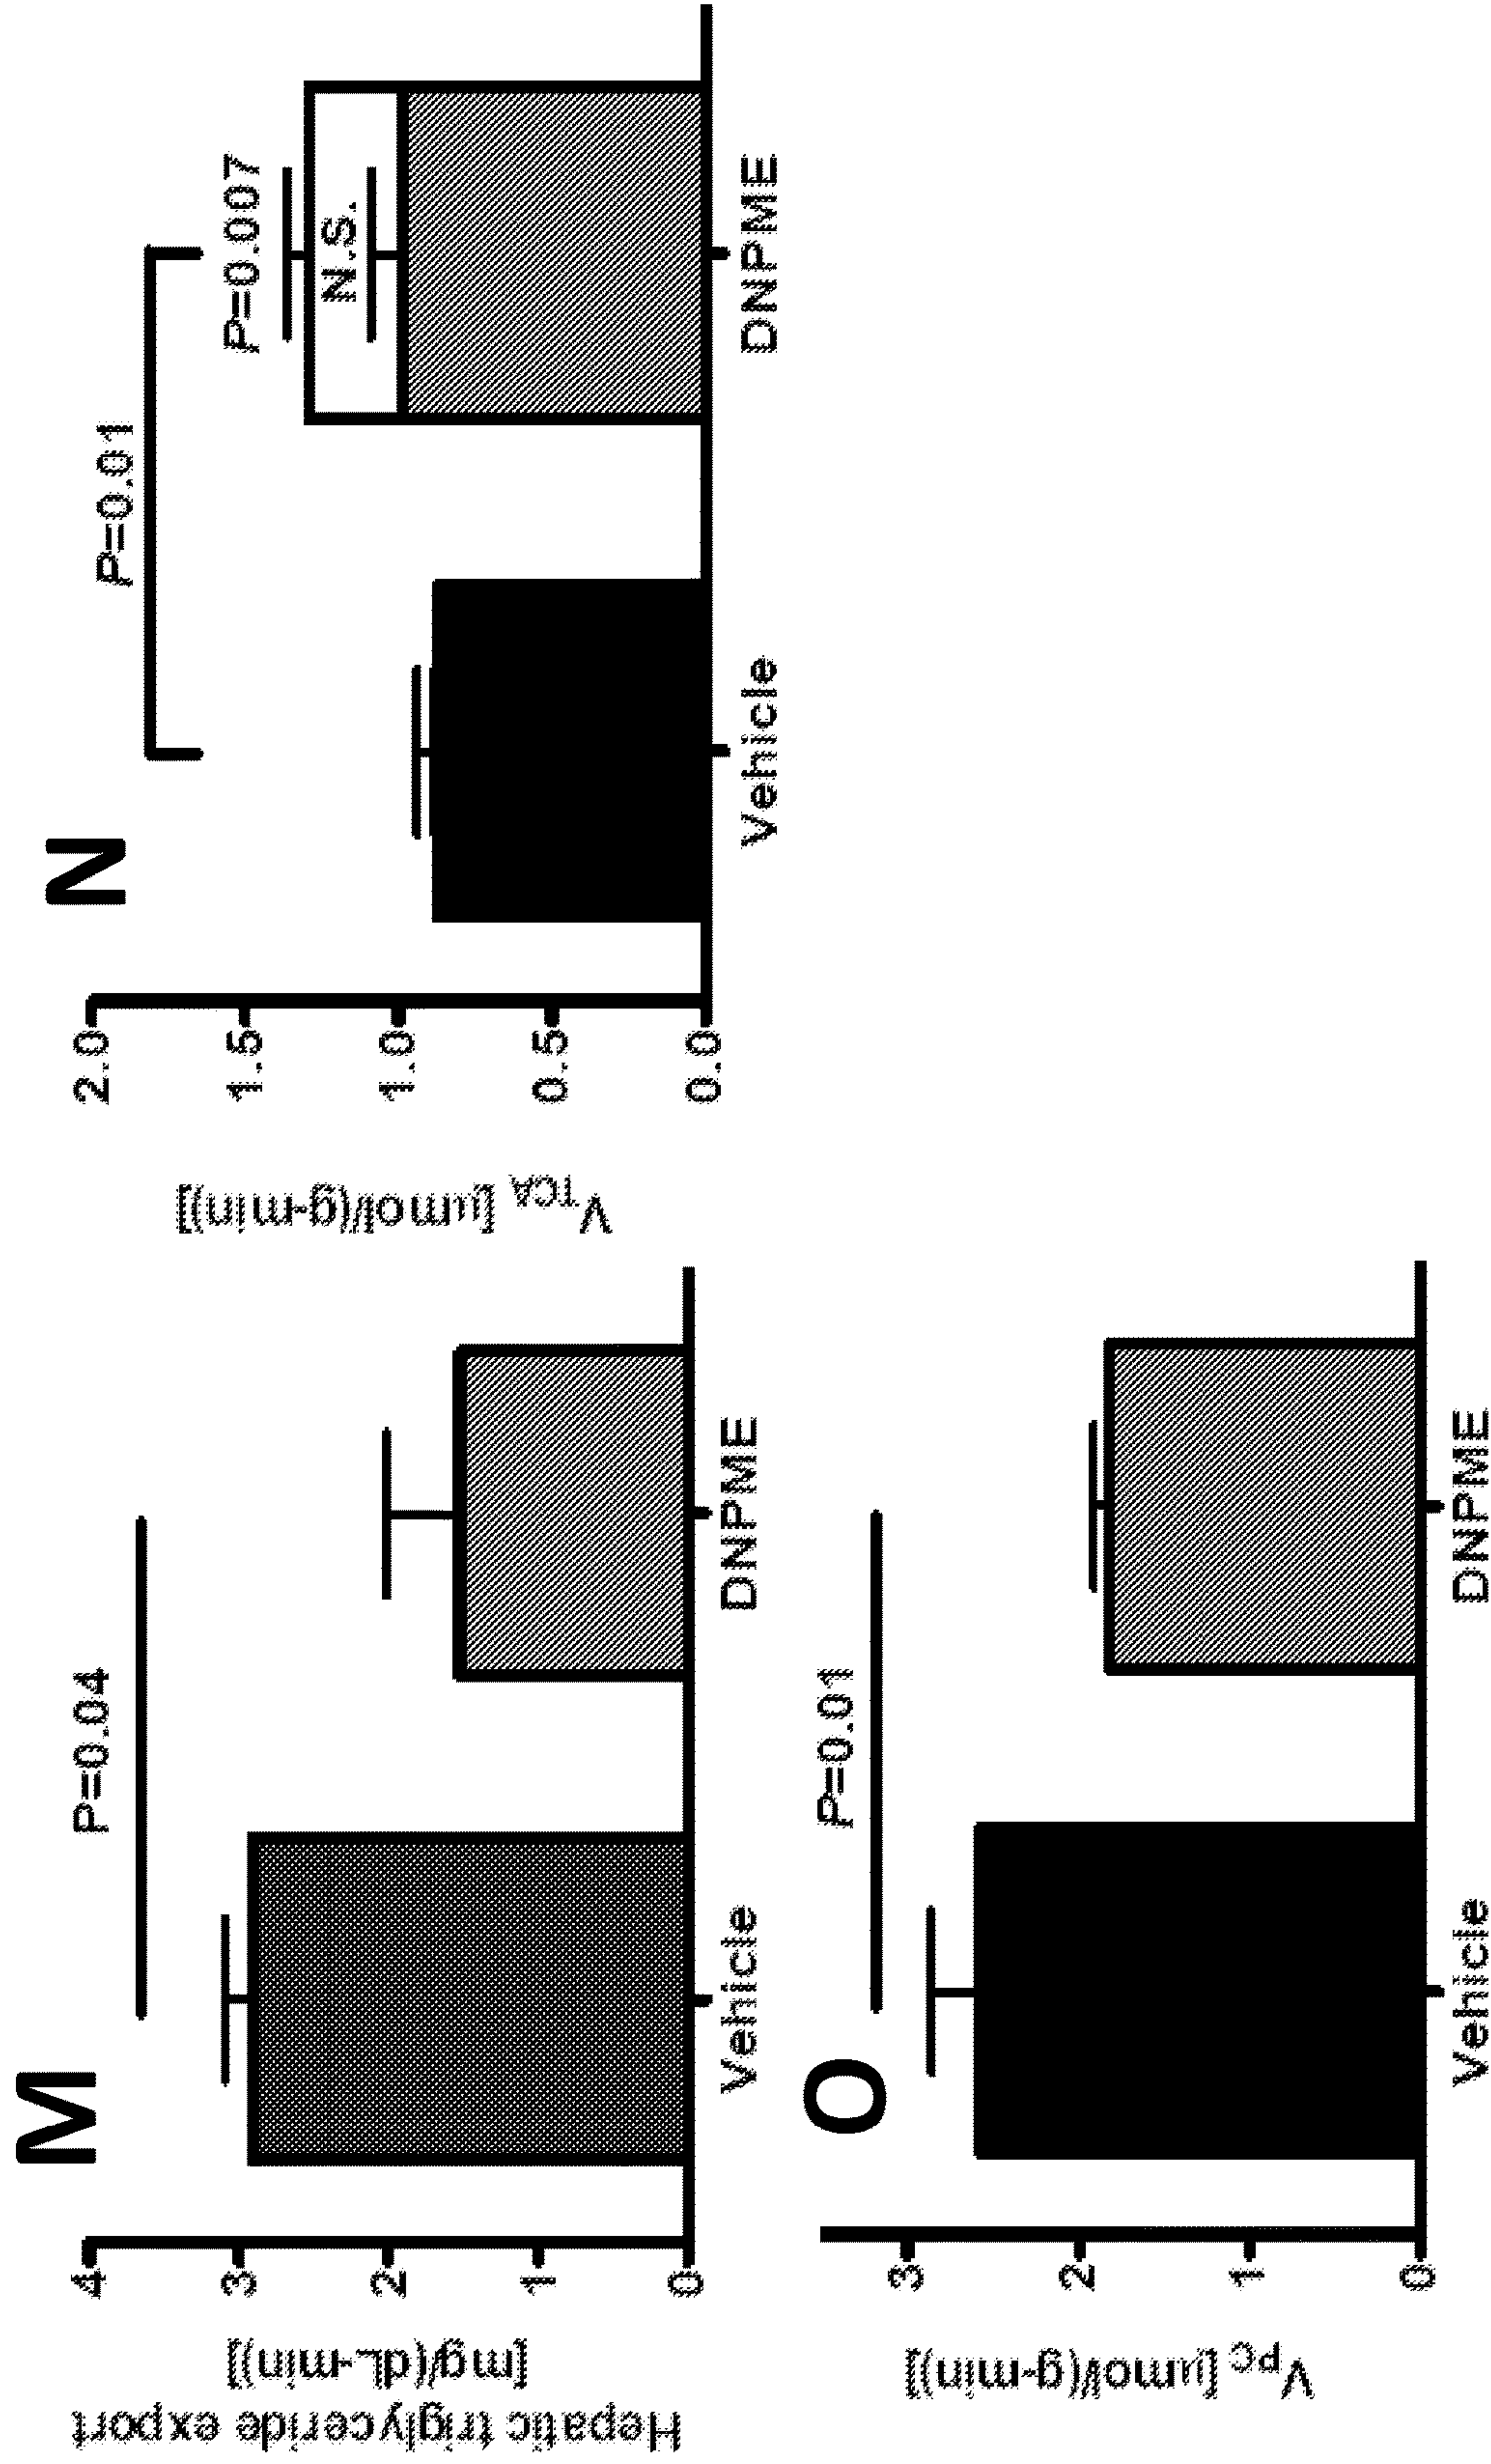 M
Hepatic triglyceride export
[mg/(dL-min)]
4
3
2
1
0
P=0.04
Vehicle
DNPME
N
V_TCA [µmol/(g-min)]
2.0
1.5
1.0
0.5
0.0
P=0.01
P=0.007
N.S.
Vehicle
DNPME
O
V_PC [µmol/(g-min)]
3
2
1
0
P=0.01
Vehicle
DNPME